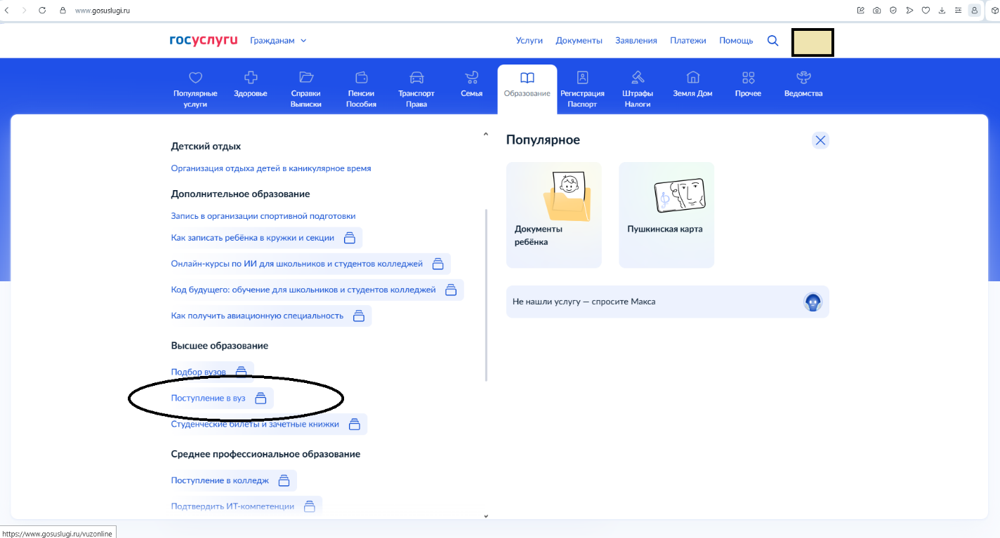 www.gosuslugi.ru
госуслуги Гражданам Услуги Документы Заявления Платежи Помощь
Популярные услуги
Здоровье
Справки Выписки
Пенсии Пособия
Транспорт Права
Семья
Образование
Регистрация Паспорт
Штрафы Налоги
Земля Дом
Прочее
Ведомства
Детский отдых
Организация отдыха детей в каникулярное время
Дополнительное образование
Запись в организации спортивной подготовки
Как записать ребёнка в кружки и секции
Онлайн-курсы по ИИ для школьников и студентов колледжей
Код будущего: обучение для школьников и студентов колледжей
Как получить авиационную специальность
Высшее образование
Подбор вузов
Поступление в вуз
Студенческие билеты и зачетные книжки
Среднее профессиональное образование
Поступление в колледж
Подтвердить ИТ-компетенции
Популярное
Документы
ребёнка
Пушкинская карта
Не нашли услугу — спросите Макса
https://www.gosuslugi.ru/vuzonline